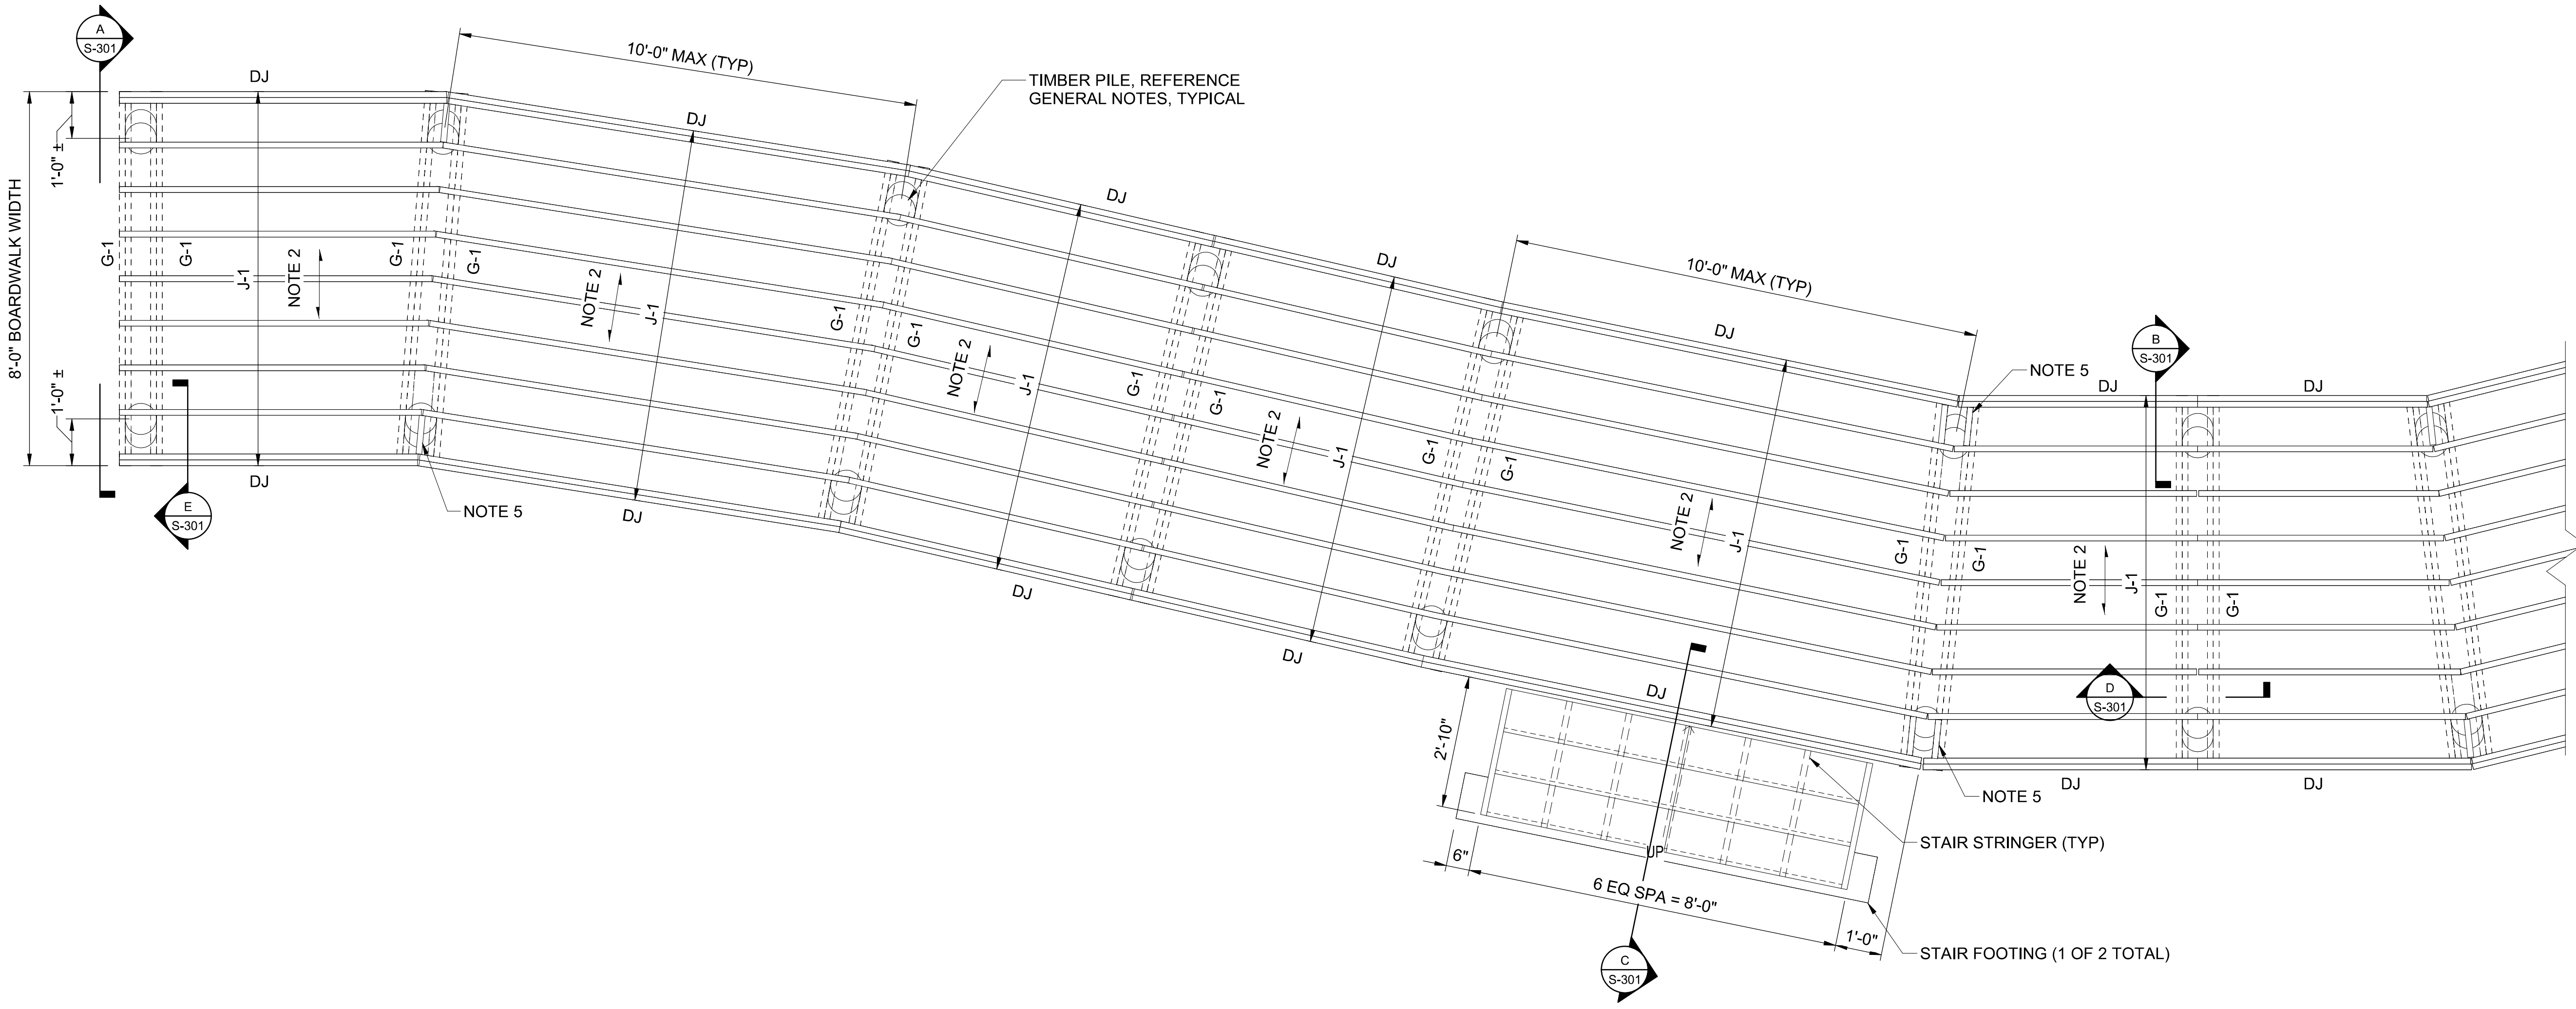 A
S-301
10'-0" MAX (TYP)
TIMBER PILE, REFERENCE
GENERAL NOTES, TYPICAL
DJ
DJ
DJ
DJ
DJ
DJ
DJ
8'-0" BOARDWALK WIDTH
1'-0" ±
1'-0" ±
G-1
G-1
J-1
NOTE 2
G-1
G-1
NOTE 2
J-1
G-1
G-1
NOTE 2
J-1
G-1
G-1
NOTE 2
J-1
G-1
G-1
NOTE 2
J-1
G-1
G-1
NOTE 2
J-1
G-1
G-1
10'-0" MAX (TYP)
B
S-301
NOTE 5
E
S-301
NOTE 5
DJ
DJ
DJ
DJ
DJ
DJ
DJ
D
S-301
NOTE 5
2'-10"
UP
6"
6 EQ SPA = 8'-0"
1'-0"
STAIR STRINGER (TYP)
STAIR FOOTING (1 OF 2 TOTAL)
C
S-301